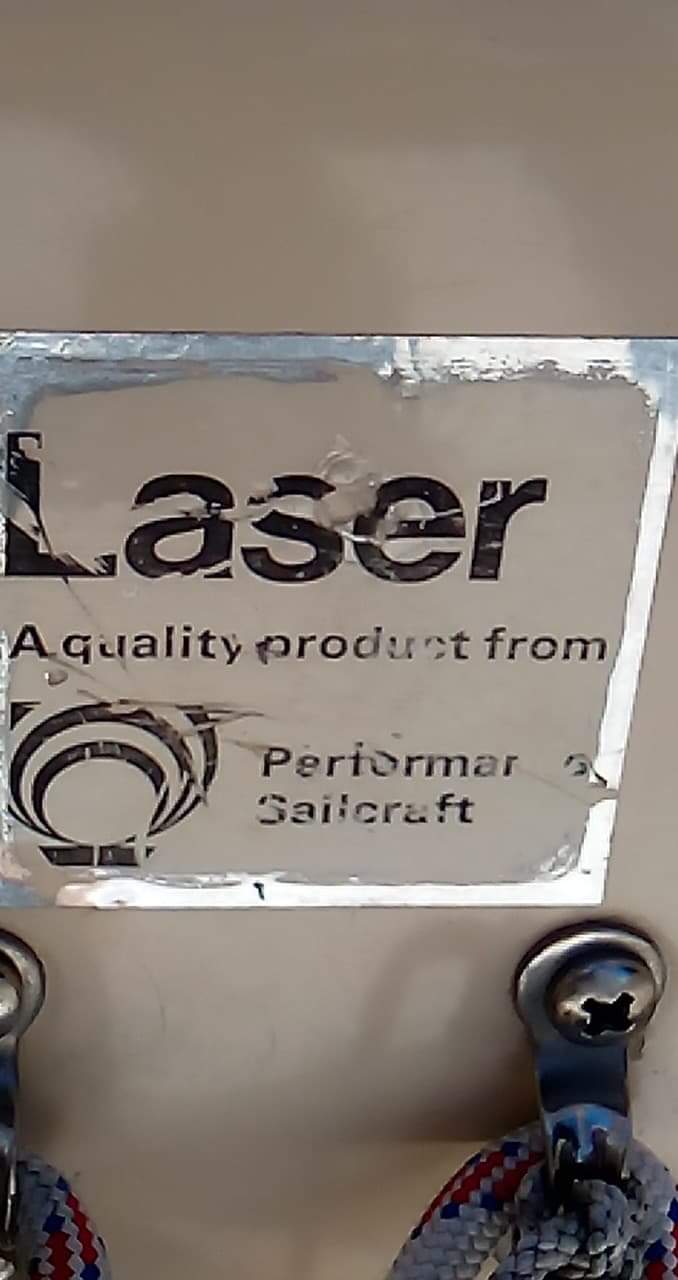 Laser
A quality product from
Sailcraft